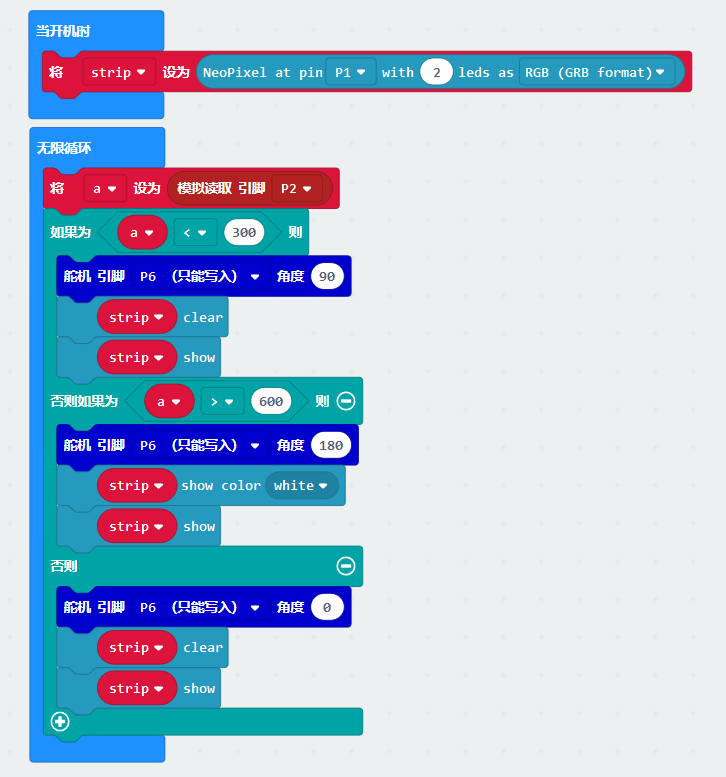 当开机时
将 strip 设为 NeoPixel at pin P1 with 2 leds as RGB (GRB format)
无限循环
将 a 设为 模拟读取 引脚 P2
如果为 a < 300 则
舵机 引脚 P6 (只能写入) 角度 90
strip clear
strip show
否则如果为 a > 600 则
舵机 引脚 P6 (只能写入) 角度 180
strip show color white
strip show
否则
舵机 引脚 P6 (只能写入) 角度 0
strip clear
strip show